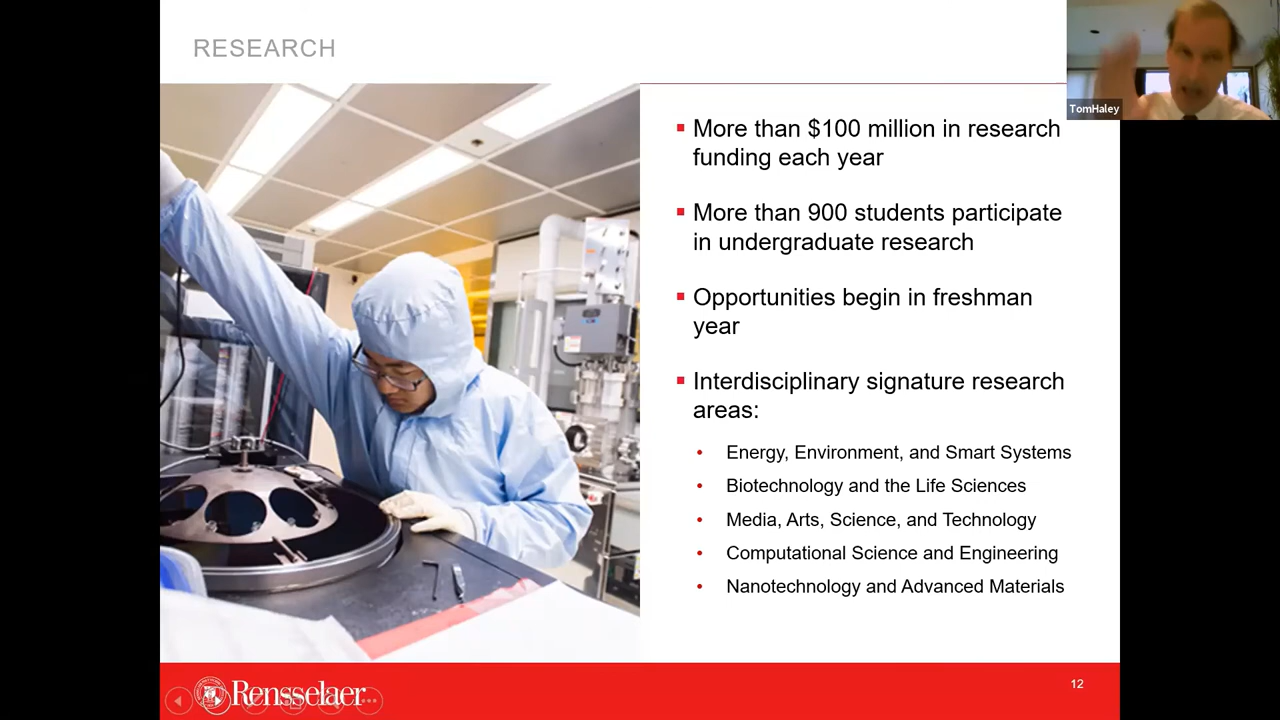 RESEARCH
TomHaley
More than $100 million in research
funding each year
More than 900 students participate
in undergraduate research
Opportunities begin in freshman
year
Interdisciplinary signature research
areas:
Energy, Environment, and Smart Systems
Biotechnology and the Life Sciences
Media, Arts, Science, and Technology
Computational Science and Engineering
Nanotechnology and Advanced Materials
Rensselaer
12